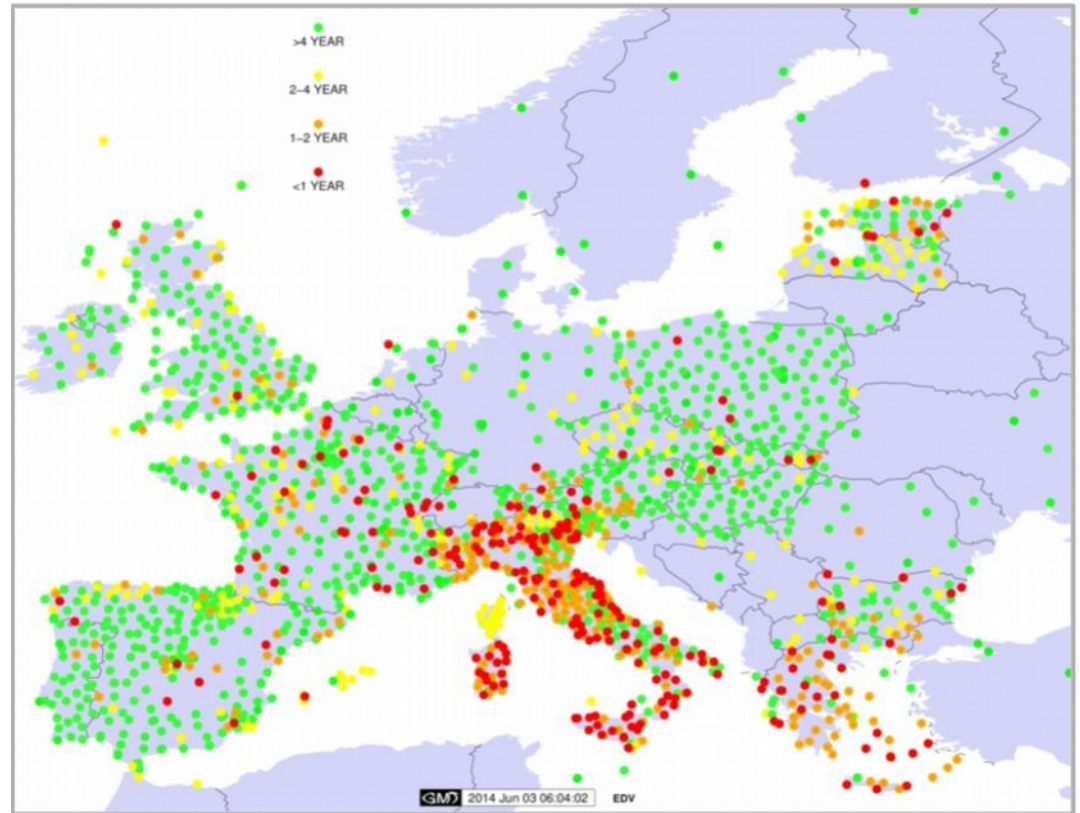 >4 YEAR
2–4 YEAR
1–2 YEAR
<1 YEAR
GMD 2014 Jun 03 06:04:02 EDV